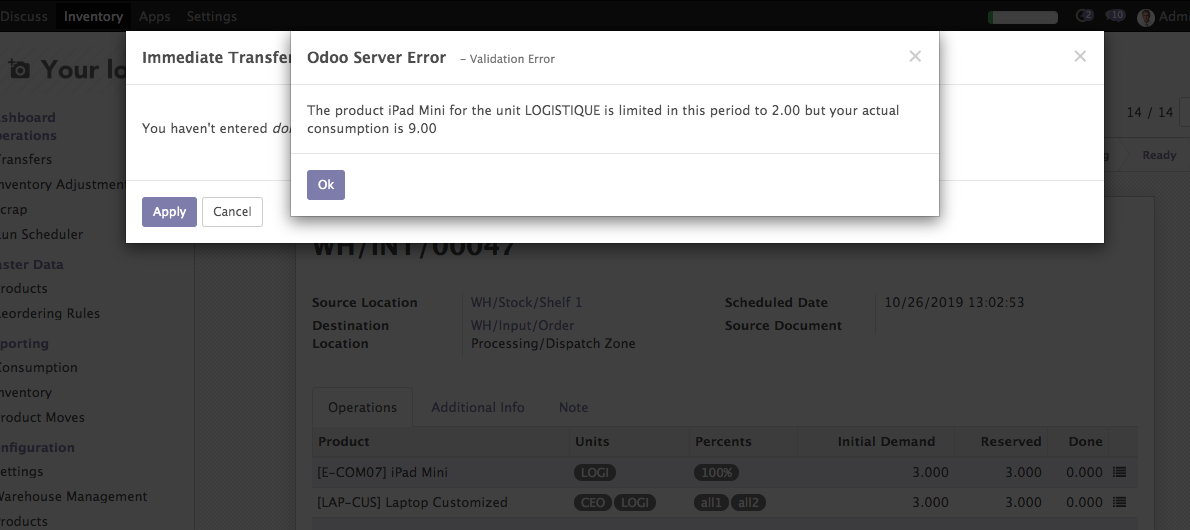 Discuss Inventory Apps Settings 2 10 Admi
Your lo
Immediate Transfer
Odoo Server Error - Validation Error × ×
The product iPad Mini for the unit LOGISTIQUE is limited in this period to 2.00 but your actual
consumption is 9.00
You haven't entered do
Ok
Apply Cancel
14 / 14
g Ready
shboard
perations
ransfers
nventory Adjustment
crap
un Scheduler
aster Data
roducts
eordering Rules
porting
onsumption
nventory
roduct Moves
nfiguration
ettings
Warehouse Management
roducts
WH/INT/00047
Source Location WH/Stock/Shelf 1 Scheduled Date 10/26/2019 13:02:53
Destination WH/Input/Order Source Document
Location Processing/Dispatch Zone
Operations Additional Info Note
Product Units Percents Initial Demand Reserved Done
[E-COM07] iPad Mini LOGI 100% 3.000 3.000 0.000
[LAP-CUS] Laptop Customized CEO LOGI all1 all2 3.000 3.000 0.000